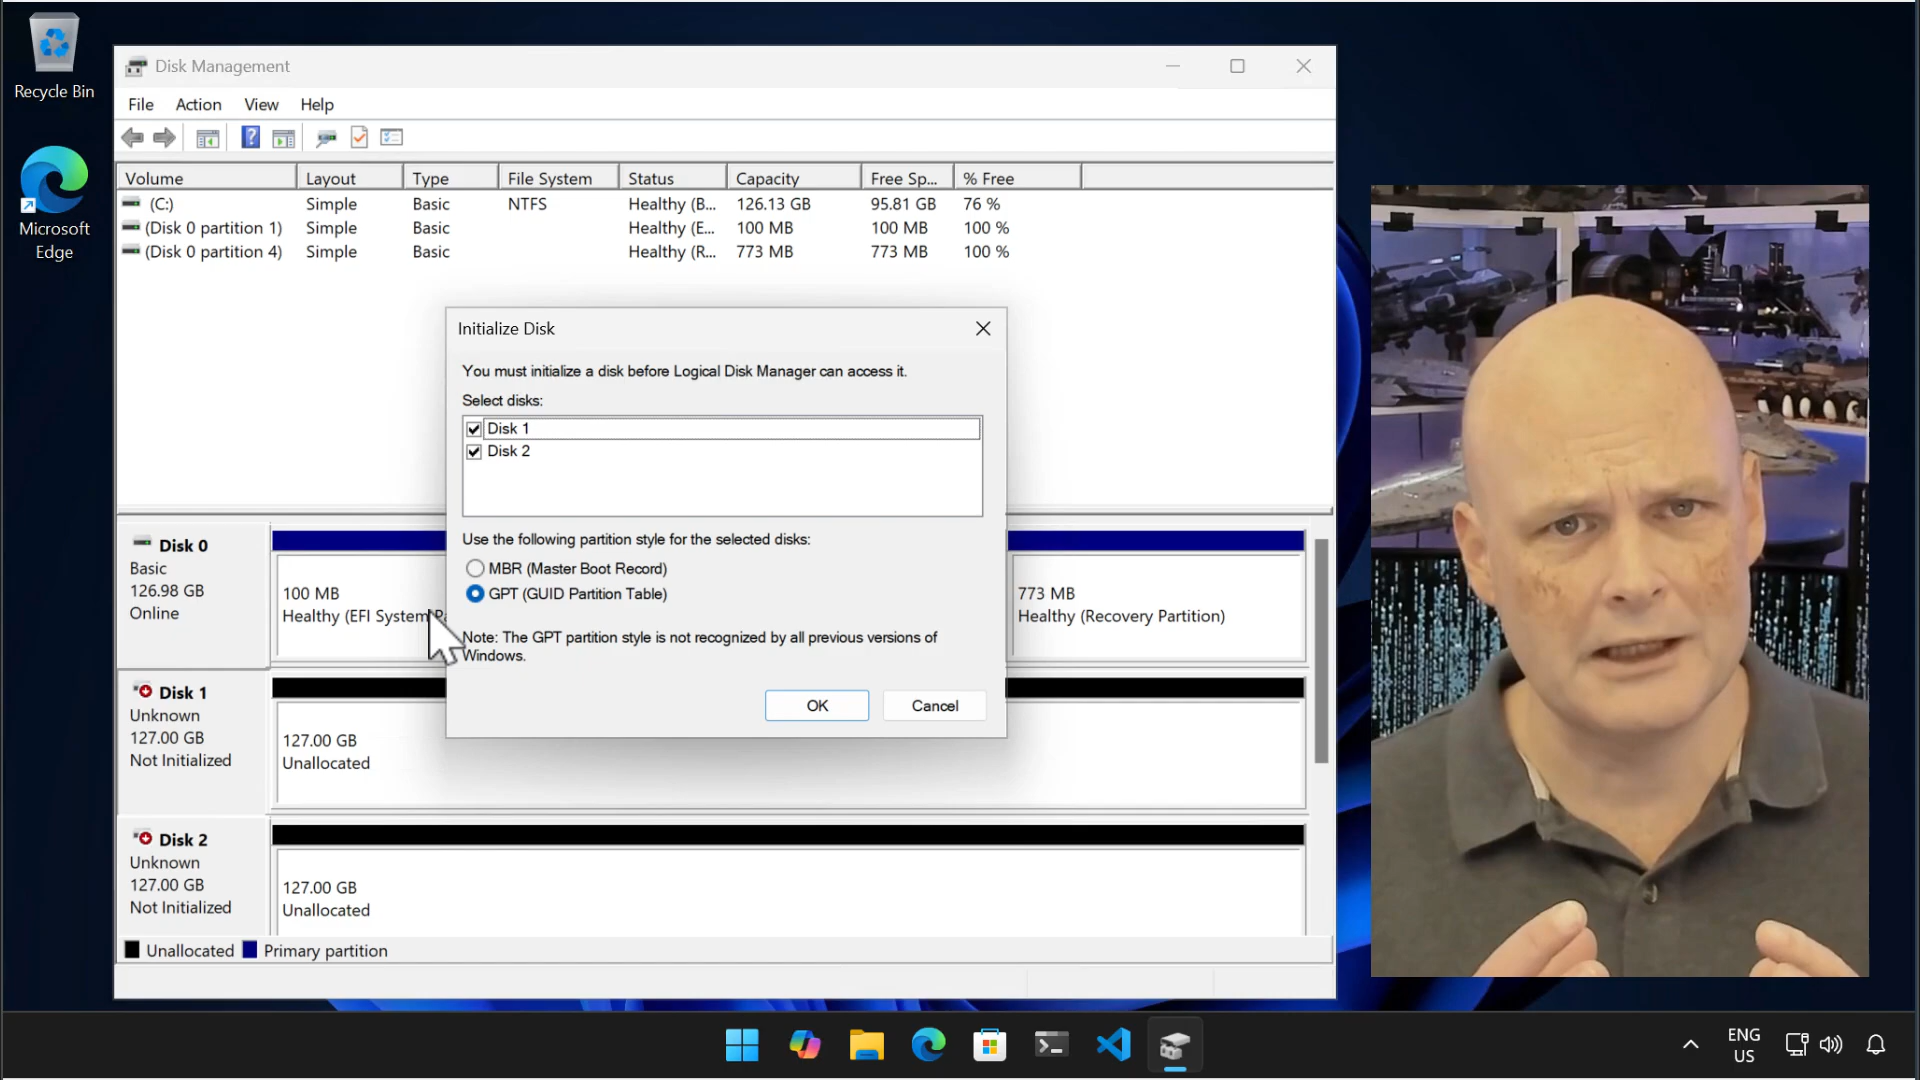 Recycle Bin
Microsoft
Edge
Disk Management
File Action View Help
Volume Layout Type File System Status Capacity Free Sp... % Free
(C:) Simple Basic NTFS Healthy (B... 126.13 GB 95.81 GB 76 %
(Disk 0 partition 1) Simple Basic Healthy (E... 100 MB 100 MB 100 %
(Disk 0 partition 4) Simple Basic Healthy (R... 773 MB 773 MB 100 %
Initialize Disk
You must initialize a disk before Logical Disk Manager can access it.
Select disks:
Disk 1
Disk 2
Use the following partition style for the selected disks:
MBR (Master Boot Record)
GPT (GUID Partition Table)
Note: The GPT partition style is not recognized by all previous versions of
Windows.
OK Cancel
Disk 0
Basic
126.98 GB
Online
100 MB
Healthy (EFI System
773 MB
Healthy (Recovery Partition)
Disk 1
Unknown
127.00 GB
Not Initialized
127.00 GB
Unallocated
Disk 2
Unknown
127.00 GB
Not Initialized
127.00 GB
Unallocated
Unallocated Primary partition
ENG
US